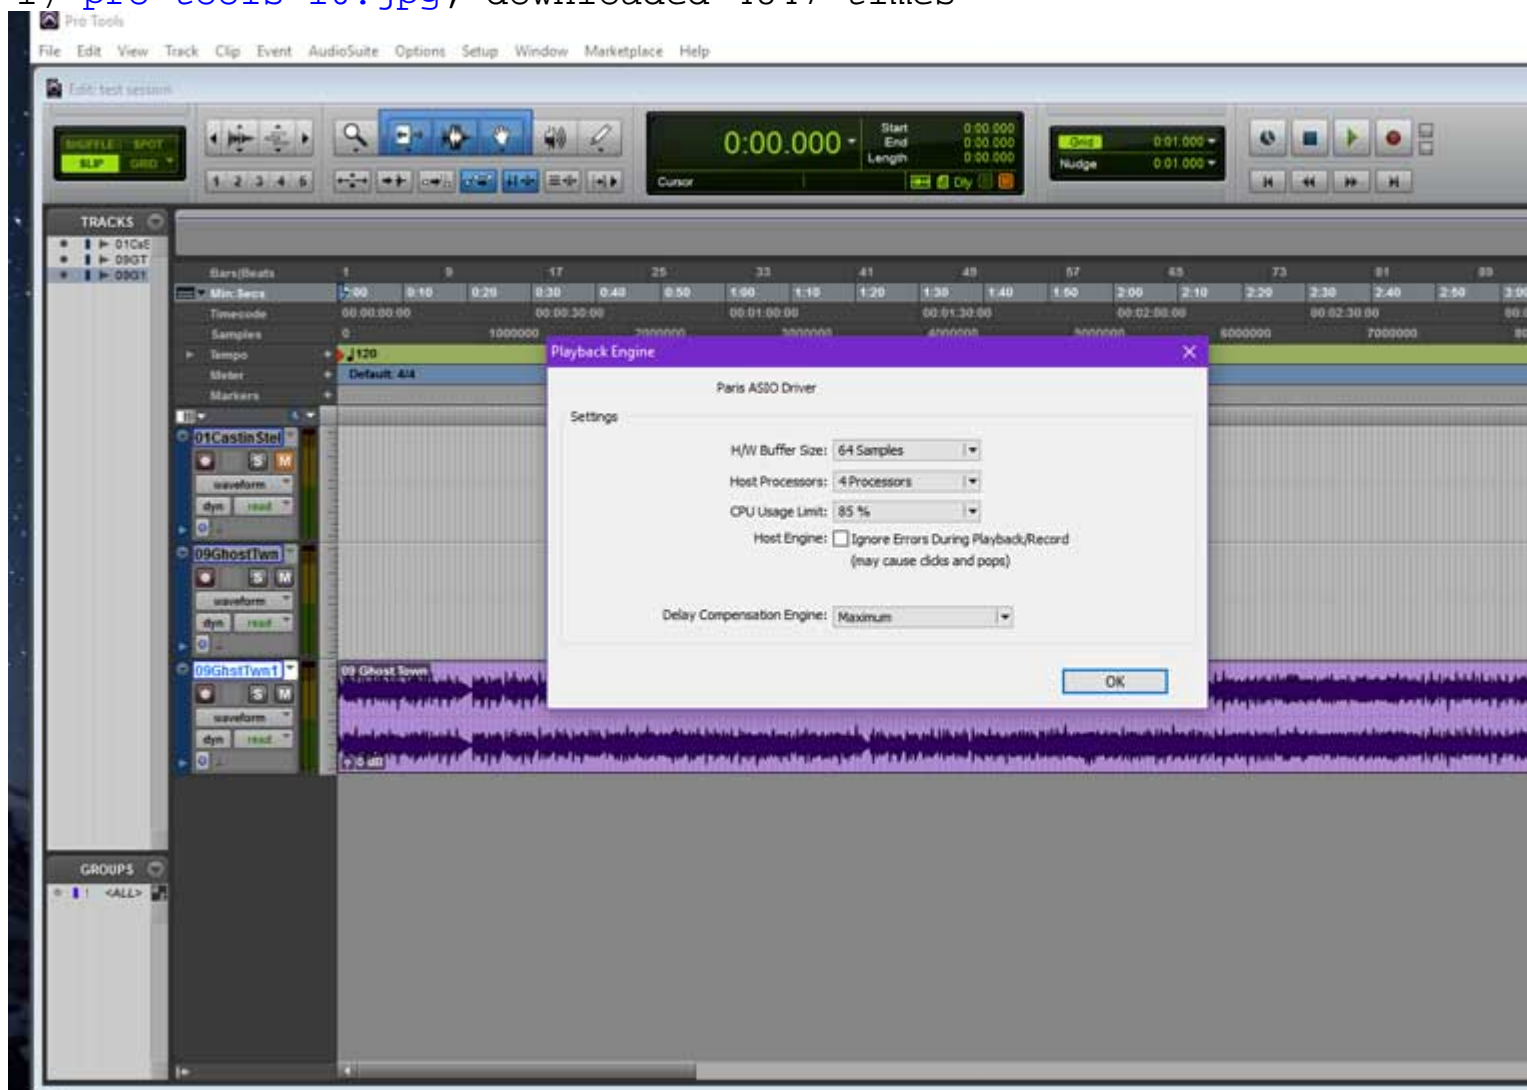 Pro Tools
File Edit View Track Clip Event AudioSuite Options Setup Window Marketplace Help
Edit: test session
SHUFFLE SPOT
SLIP GRID
1 2 3 4 5
0:00.000
Start 0:00.000
End 0:00.000
Length 0:00.000
Cursor
Dly
Grid 0:01.000
Nudge 0:01.000
TRACKS
01CsS
09GT
09GT
Bars|Beats 1 9 17 25 33 41 49 57 65 73 81 89
Min:Secs 0:00 0:10 0:20 0:30 0:40 0:50 1:00 1:10 1:20 1:30 1:40 1:50 2:00 2:10 2:20 2:30 2:40 2:50 3:00
Timecode 00:00:00:00 00:00:30:00 00:01:00:00 00:01:30:00 00:02:00:00 00:02:30:00
Samples 0 1000000 2000000 3000000 4000000 5000000 6000000 7000000
Tempo 120
Meter Default: 4/4
Markers
Playback Engine
Paris ASIO Driver
Settings
H/W Buffer Size: 64 Samples
Host Processors: 4 Processors
CPU Usage Limit: 85 %
Host Engine: Ignore Errors During Playback/Record
(may cause clicks and pops)
Delay Compensation Engine: Maximum
OK
01CastinStel
S M
waveform
dyn read
09GhostTwn
S M
waveform
dyn read
09GhstTwn1
S M
waveform
dyn read
09 Ghost Town
0 dB
GROUPS
! <ALL>